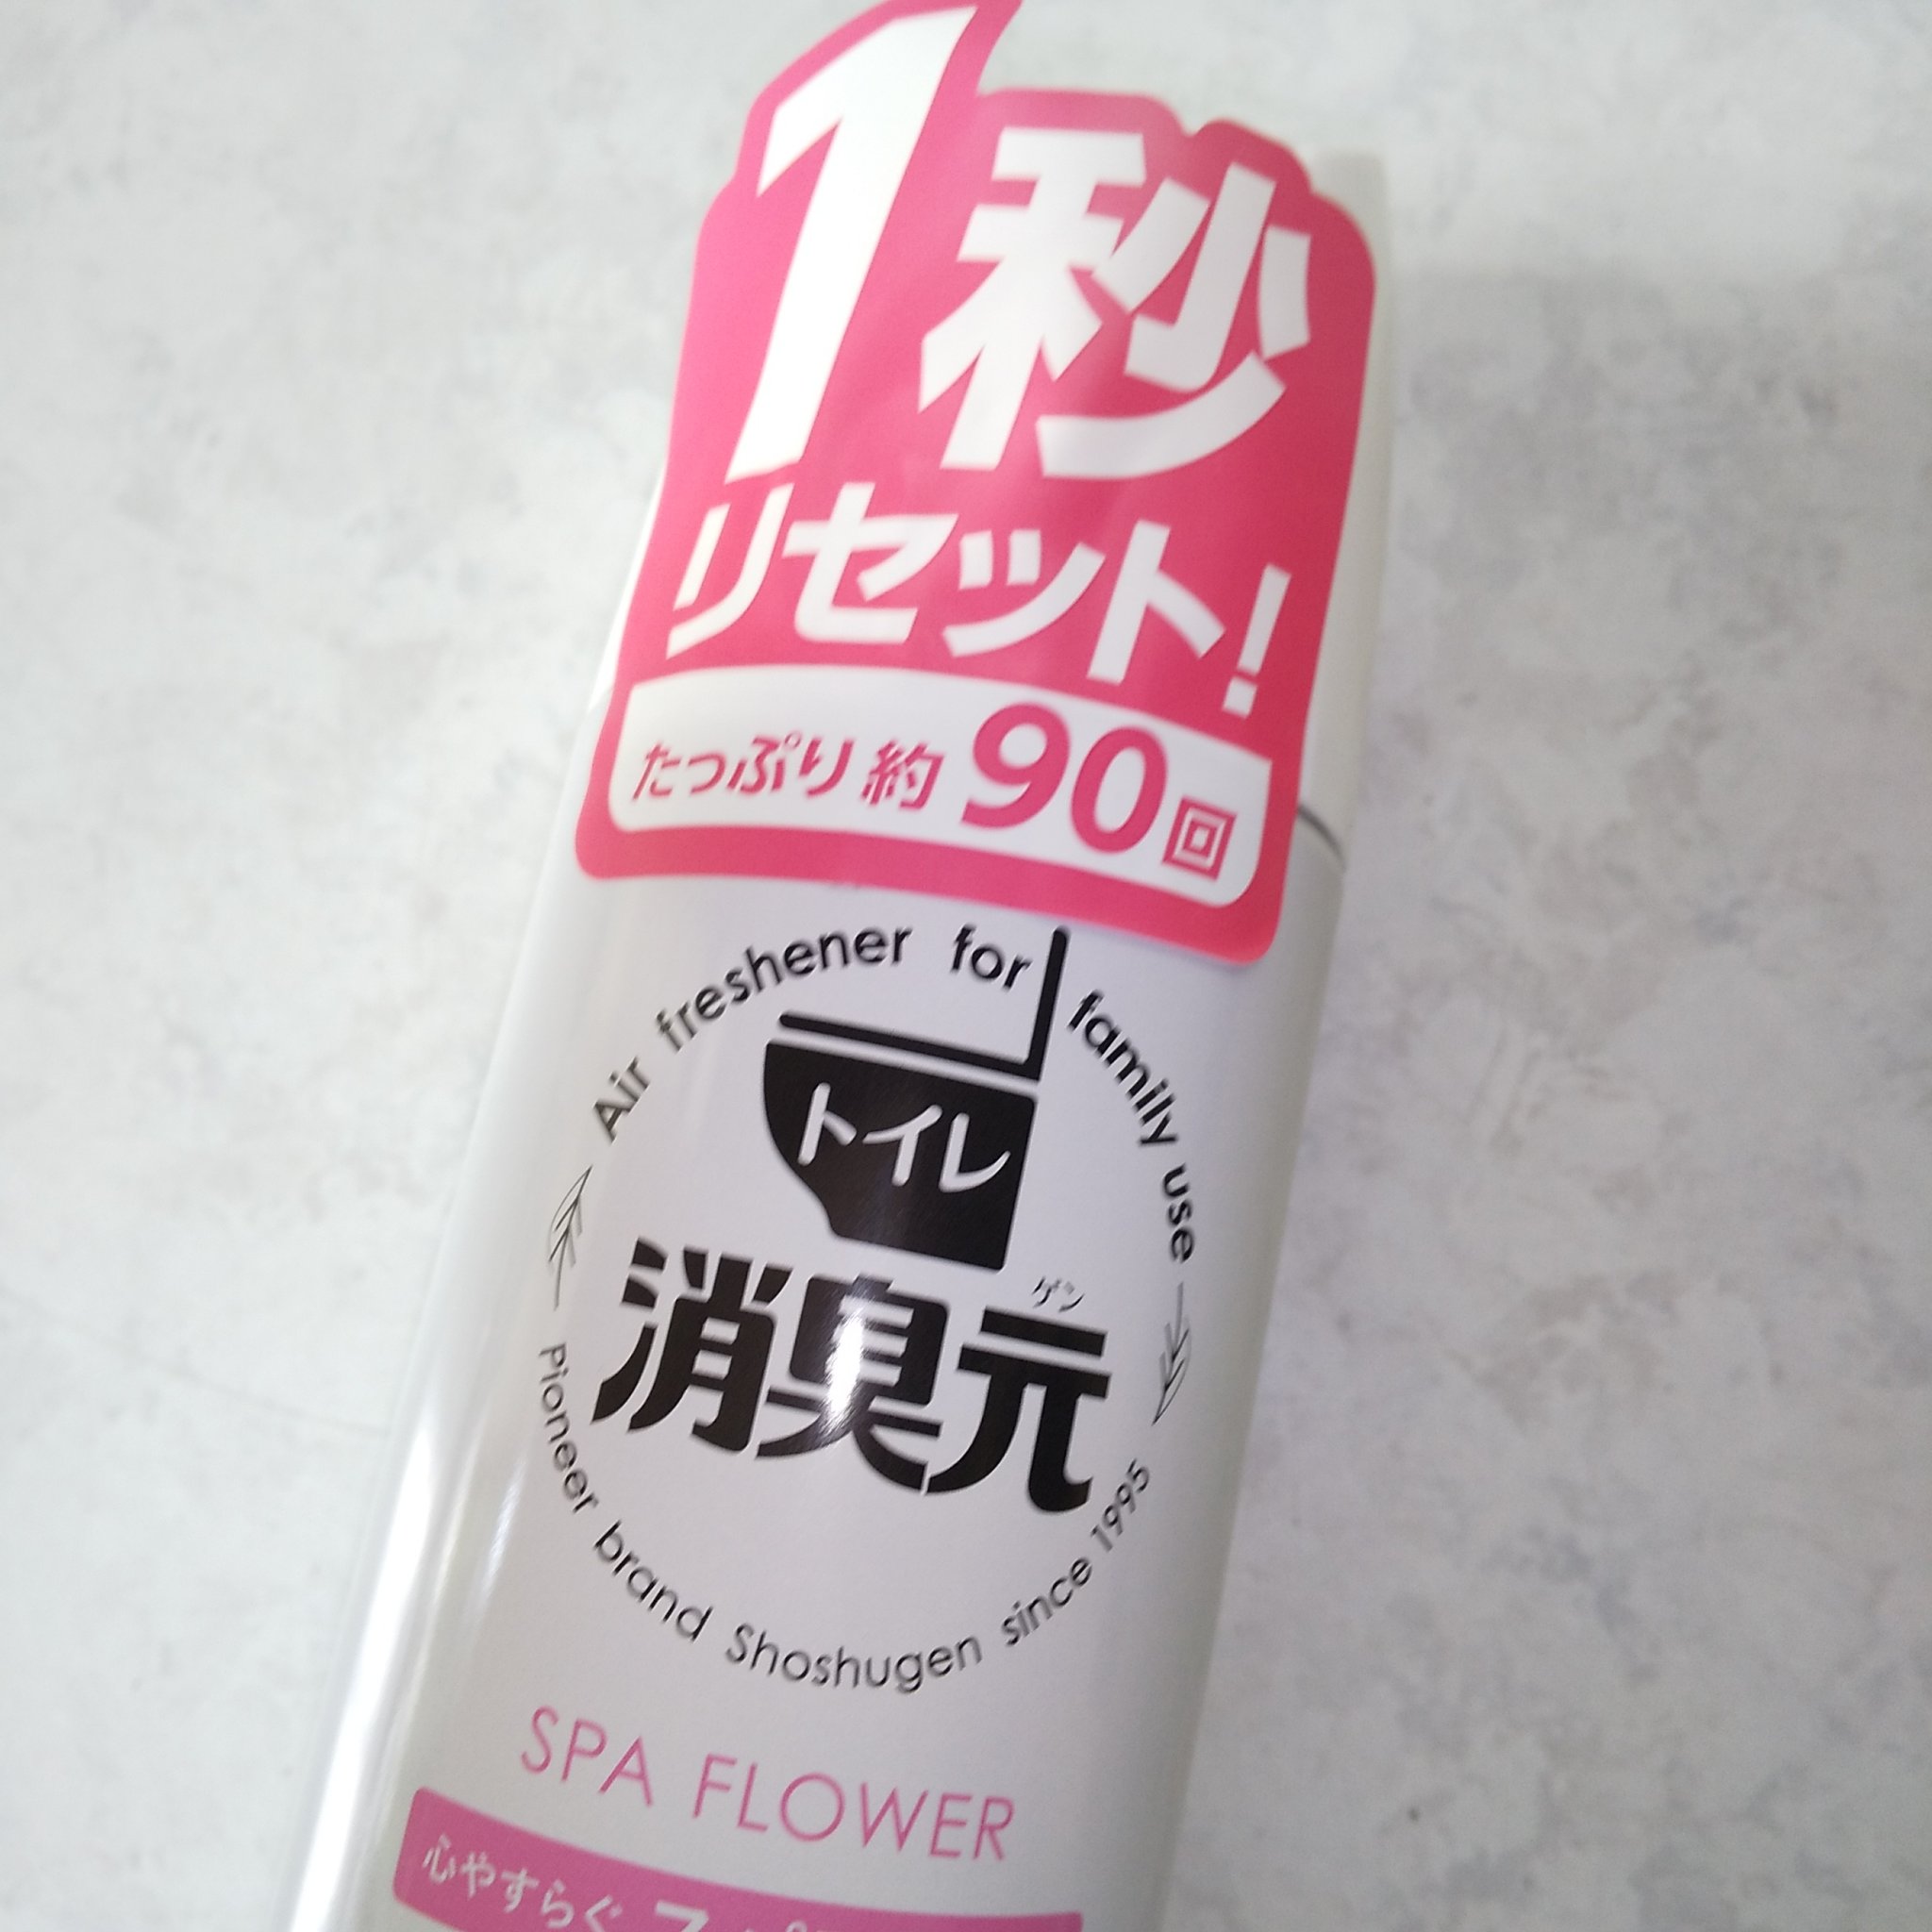 1秒
リセット!
たっぷり約90回
Air freshener for family use
トイレ
ゲン
消臭元
Pioneer brand Shoshugen since 1995
SPA FLOWER
心やすらぐ